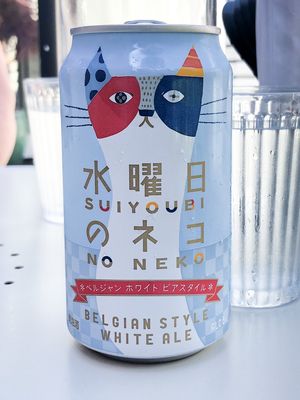 水曜日
SUIYOUBI
のネコ
NO NEKO
*ベルジャン ホワイト ビアスタイル*
BELGIAN STYLE
WHITE ALE